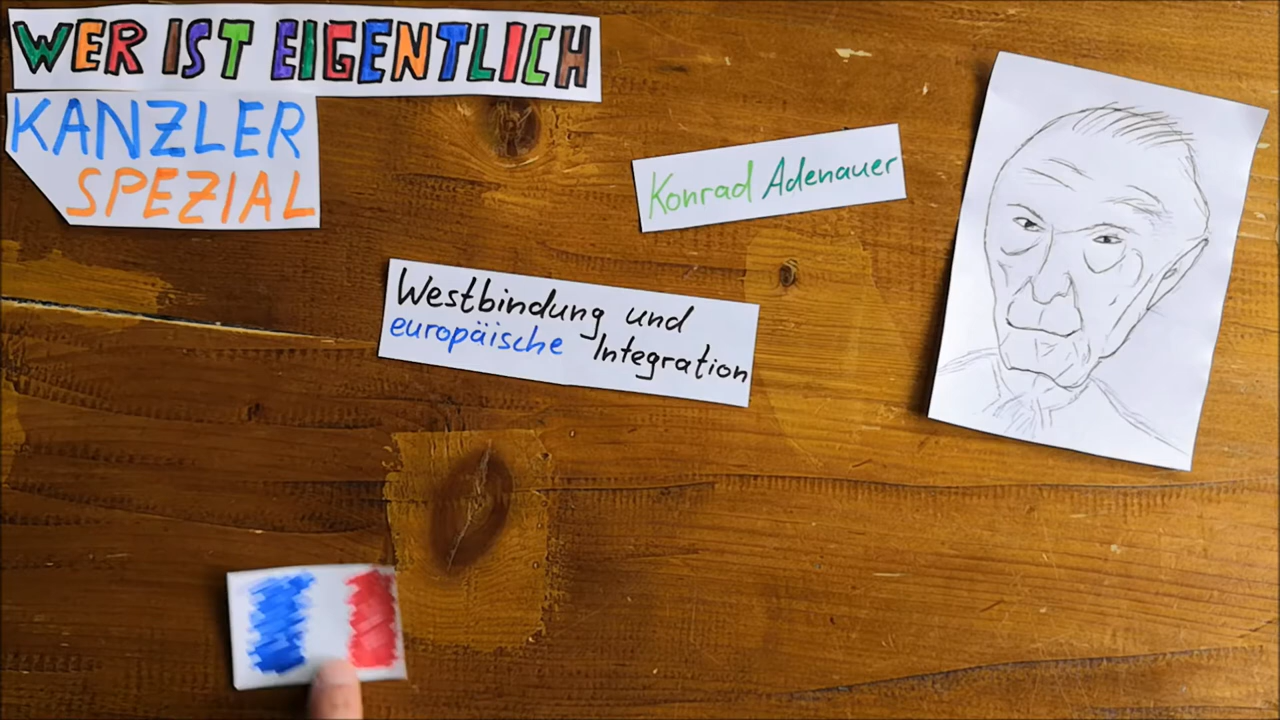 WER IST EIGENTLICH
KANZLER
SPEZIAL
Konrad Adenauer
Westbindung und
europäische Integration